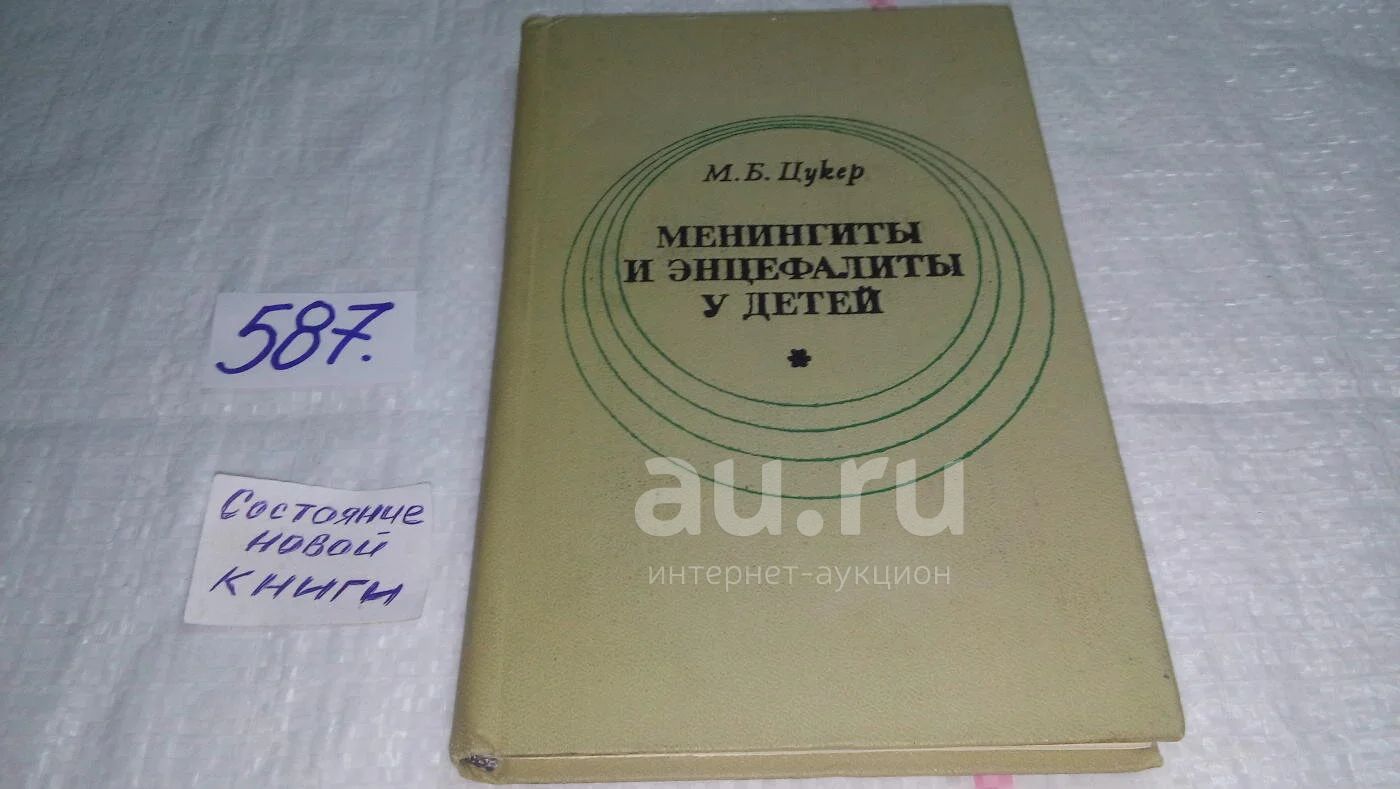 М. Б. Цукер
МЕНИНГИТЫ
И ЭНЦЕФАЛИТЫ
У ДЕТЕЙ
587.
Состояние
новой
книги
au.ru
интернет-аукцион